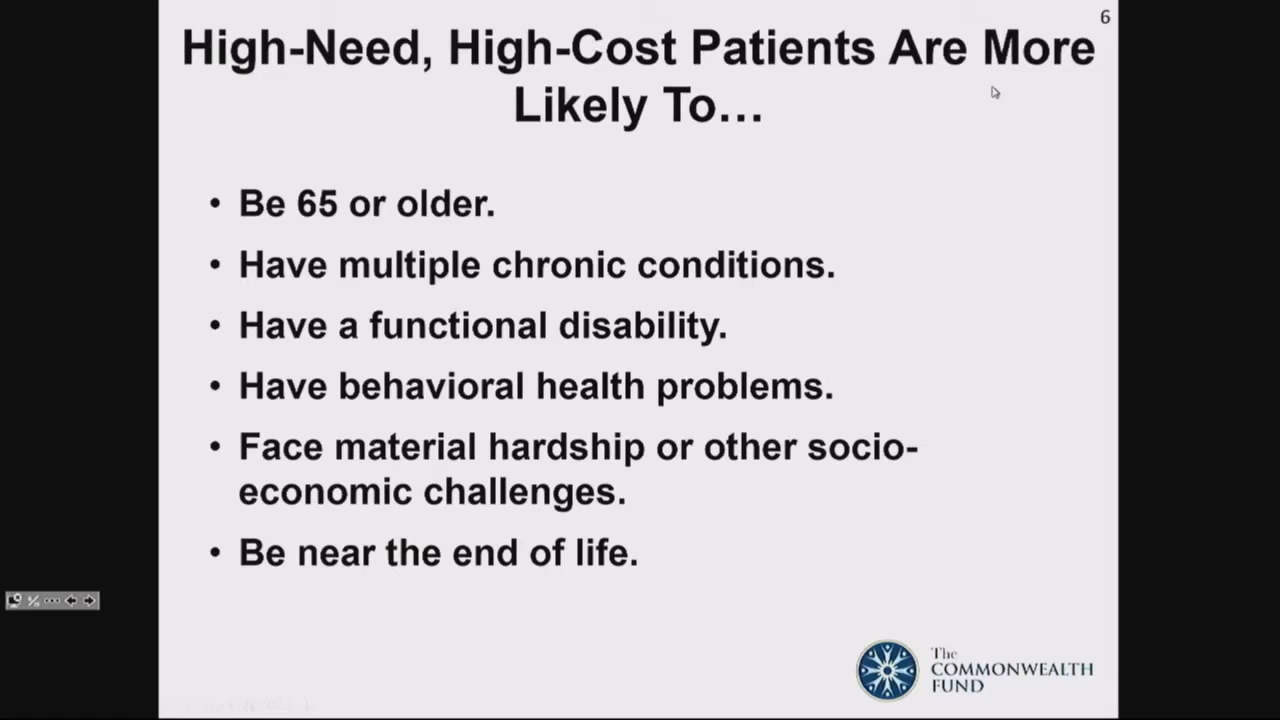 6
High-Need, High-Cost Patients Are More
Likely To...
• Be 65 or older.
• Have multiple chronic conditions.
• Have a functional disability.
• Have behavioral health problems.
• Face material hardship or other socio-
economic challenges.
• Be near the end of life.
The
COMMONWEALTH
FUND